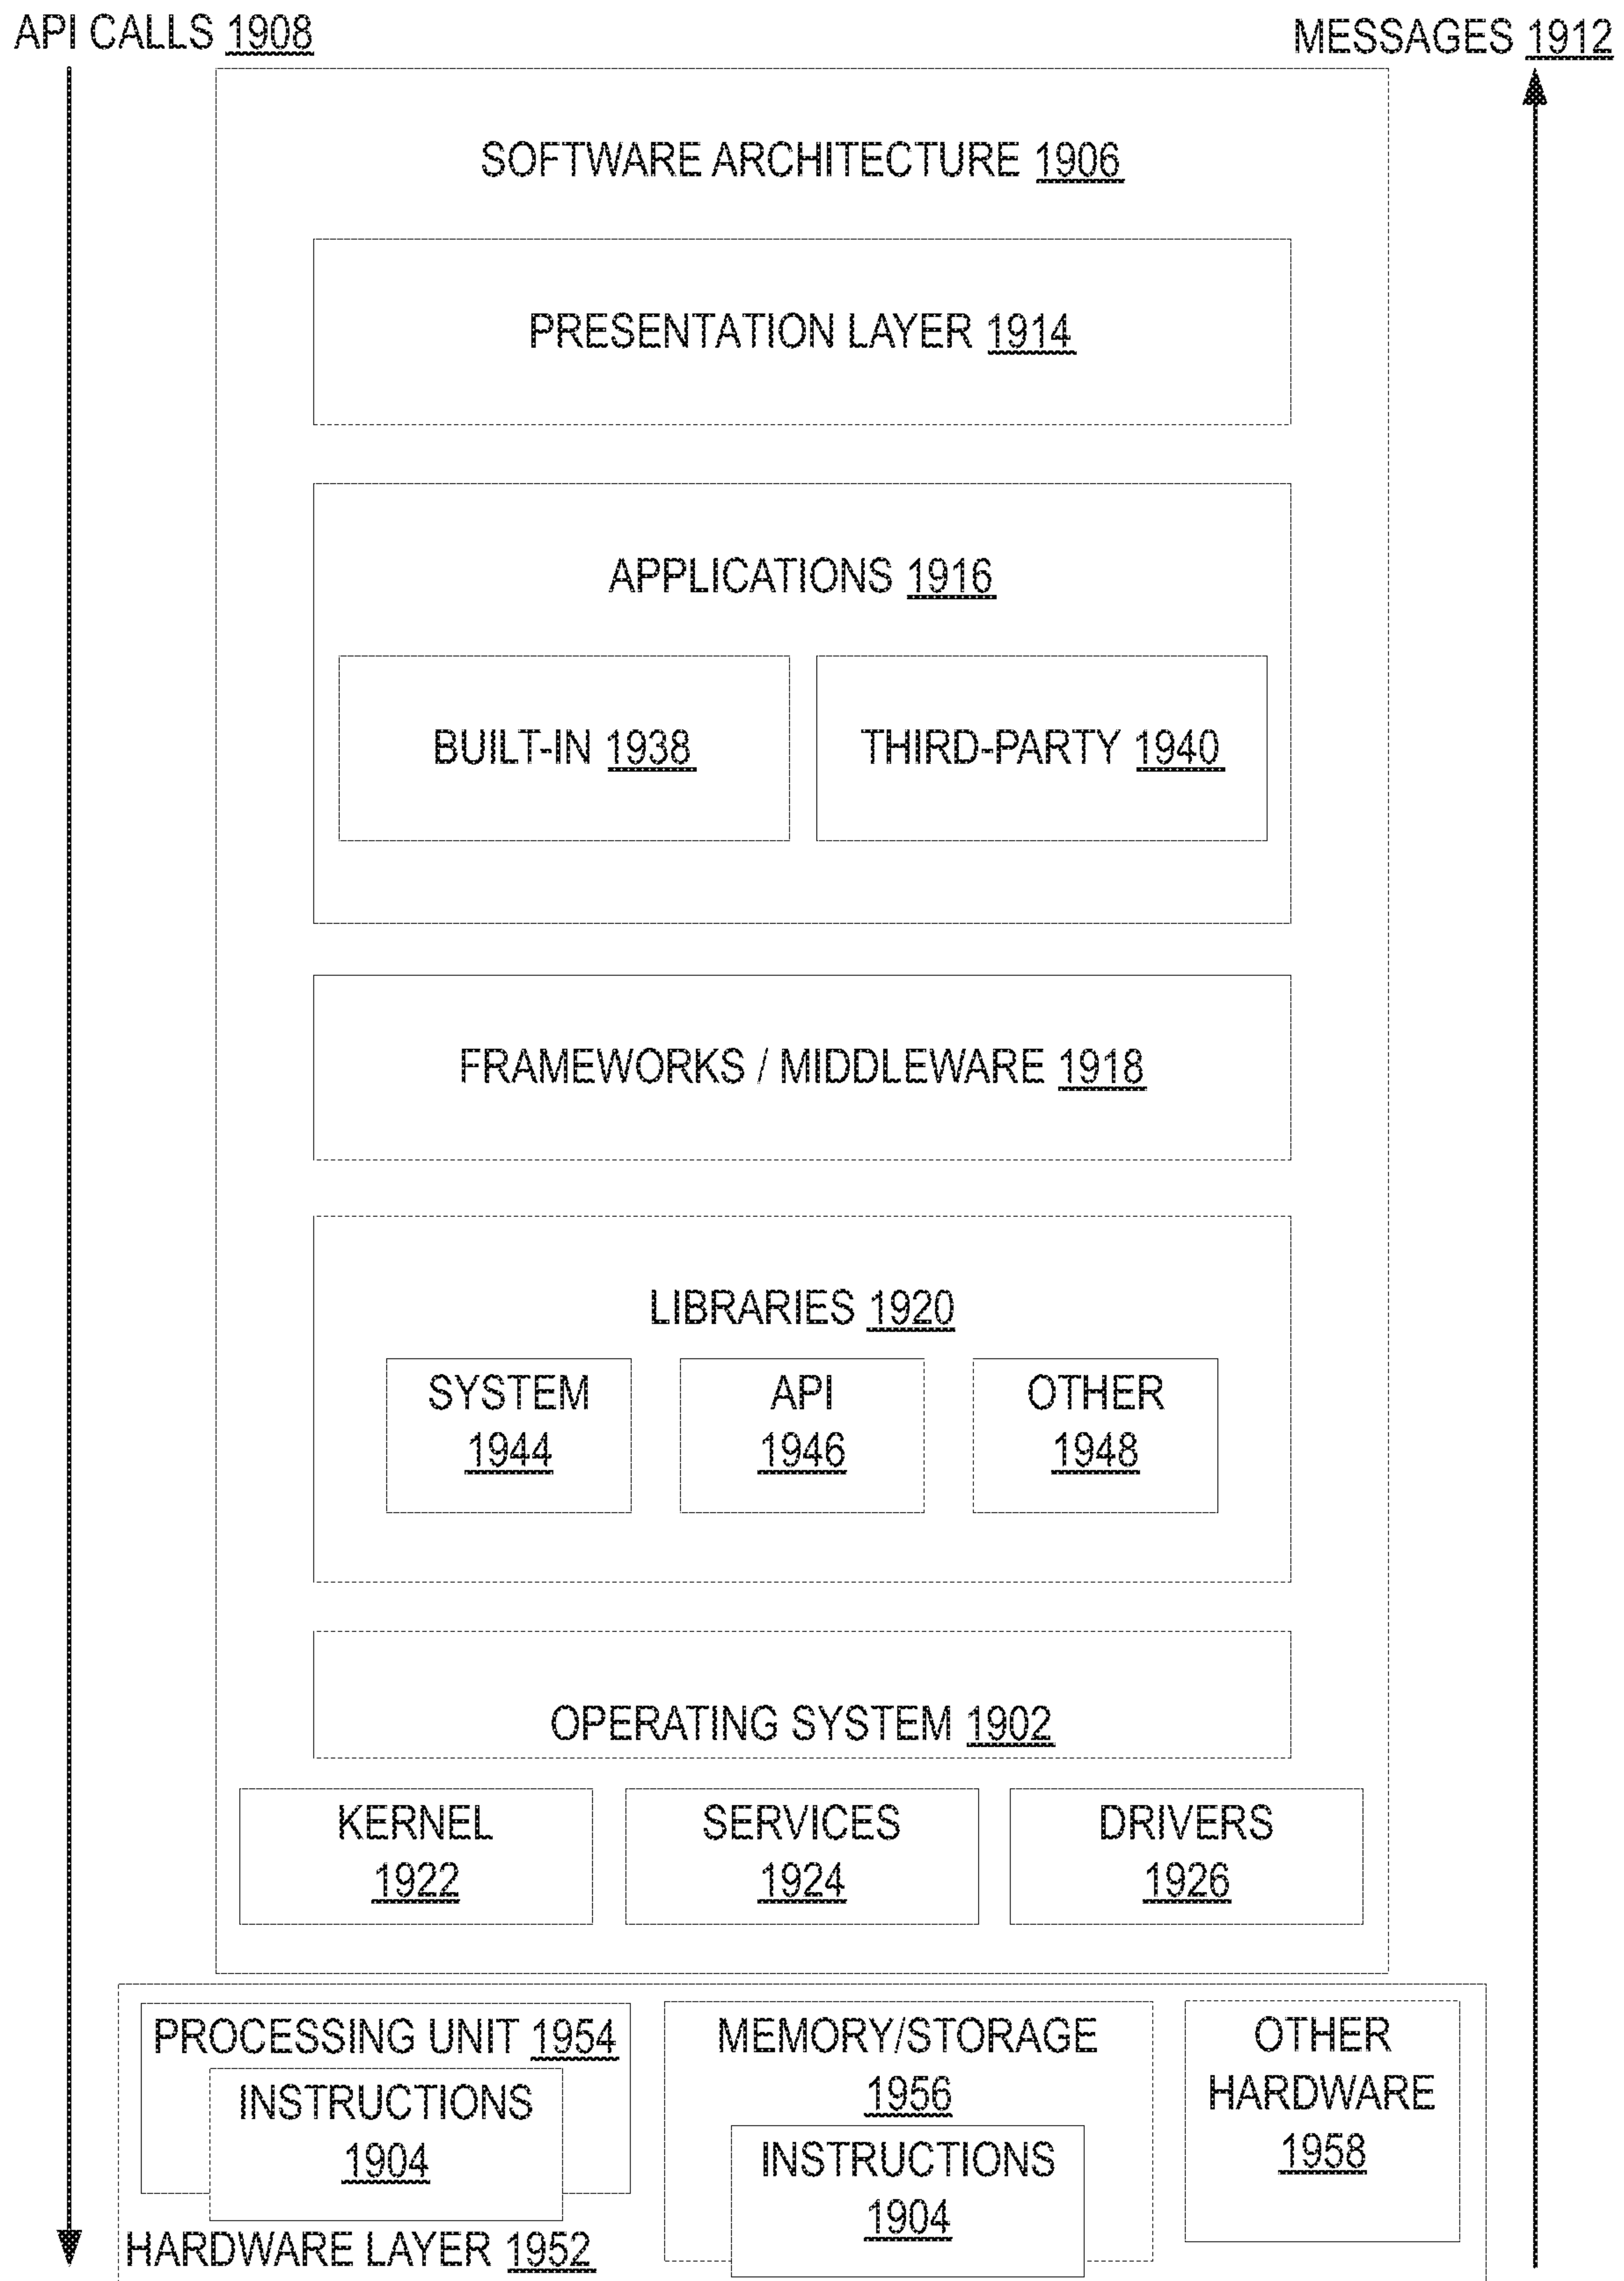 API CALLS 1908
MESSAGES 1912
SOFTWARE ARCHITECTURE 1906
PRESENTATION LAYER 1914
APPLICATIONS 1916
BUILT-IN 1938
THIRD-PARTY 1940
FRAMEWORKS / MIDDLEWARE 1918
LIBRARIES 1920
SYSTEM
1944
API
1946
OTHER
1948
OPERATING SYSTEM 1902
KERNEL
1922
SERVICES
1924
DRIVERS
1926
PROCESSING UNIT 1954
INSTRUCTIONS
1904
MEMORY/STORAGE
1956
INSTRUCTIONS
1904
OTHER
HARDWARE
1958
HARDWARE LAYER 1952